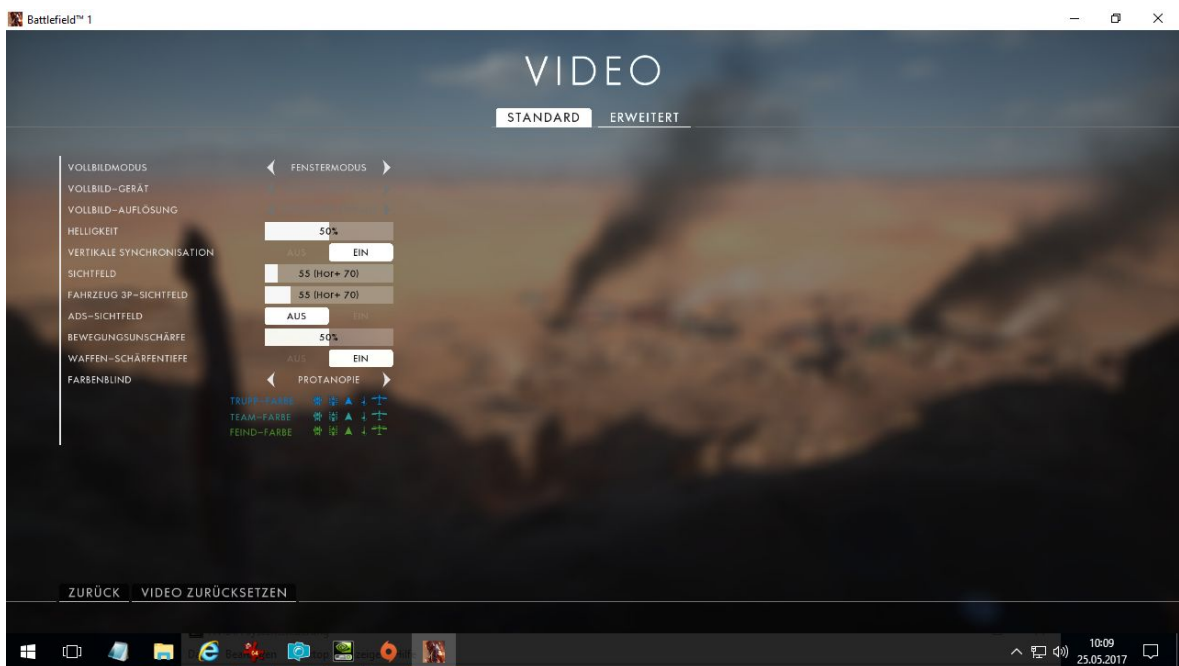 Battlefield™ 1
VIDEO
STANDARD ERWEITERT
VOLLBILDMODUS FENSTERMODUS
VOLLBILD-GERÄT
VOLLBILD-AUFLÖSUNG
HELLIGKEIT 50%
VERTIKALE SYNCHRONISATION AUS EIN
SICHTFELD 55 (Hor+ 70)
FAHRZEUG 3P-SICHTFELD 55 (Hor+ 70)
ADS-SICHTFELD AUS EIN
BEWEGUNGSUNSCHÄRFE 50%
WAFFEN-SCHÄRFENTIEFE AUS EIN
FARBENBLIND PROTANOPIE
TRUPP-FARBE
TEAM-FARBE
FEIND-FARBE
ZURÜCK VIDEO ZURÜCKSETZEN
10:09
25.05.2017